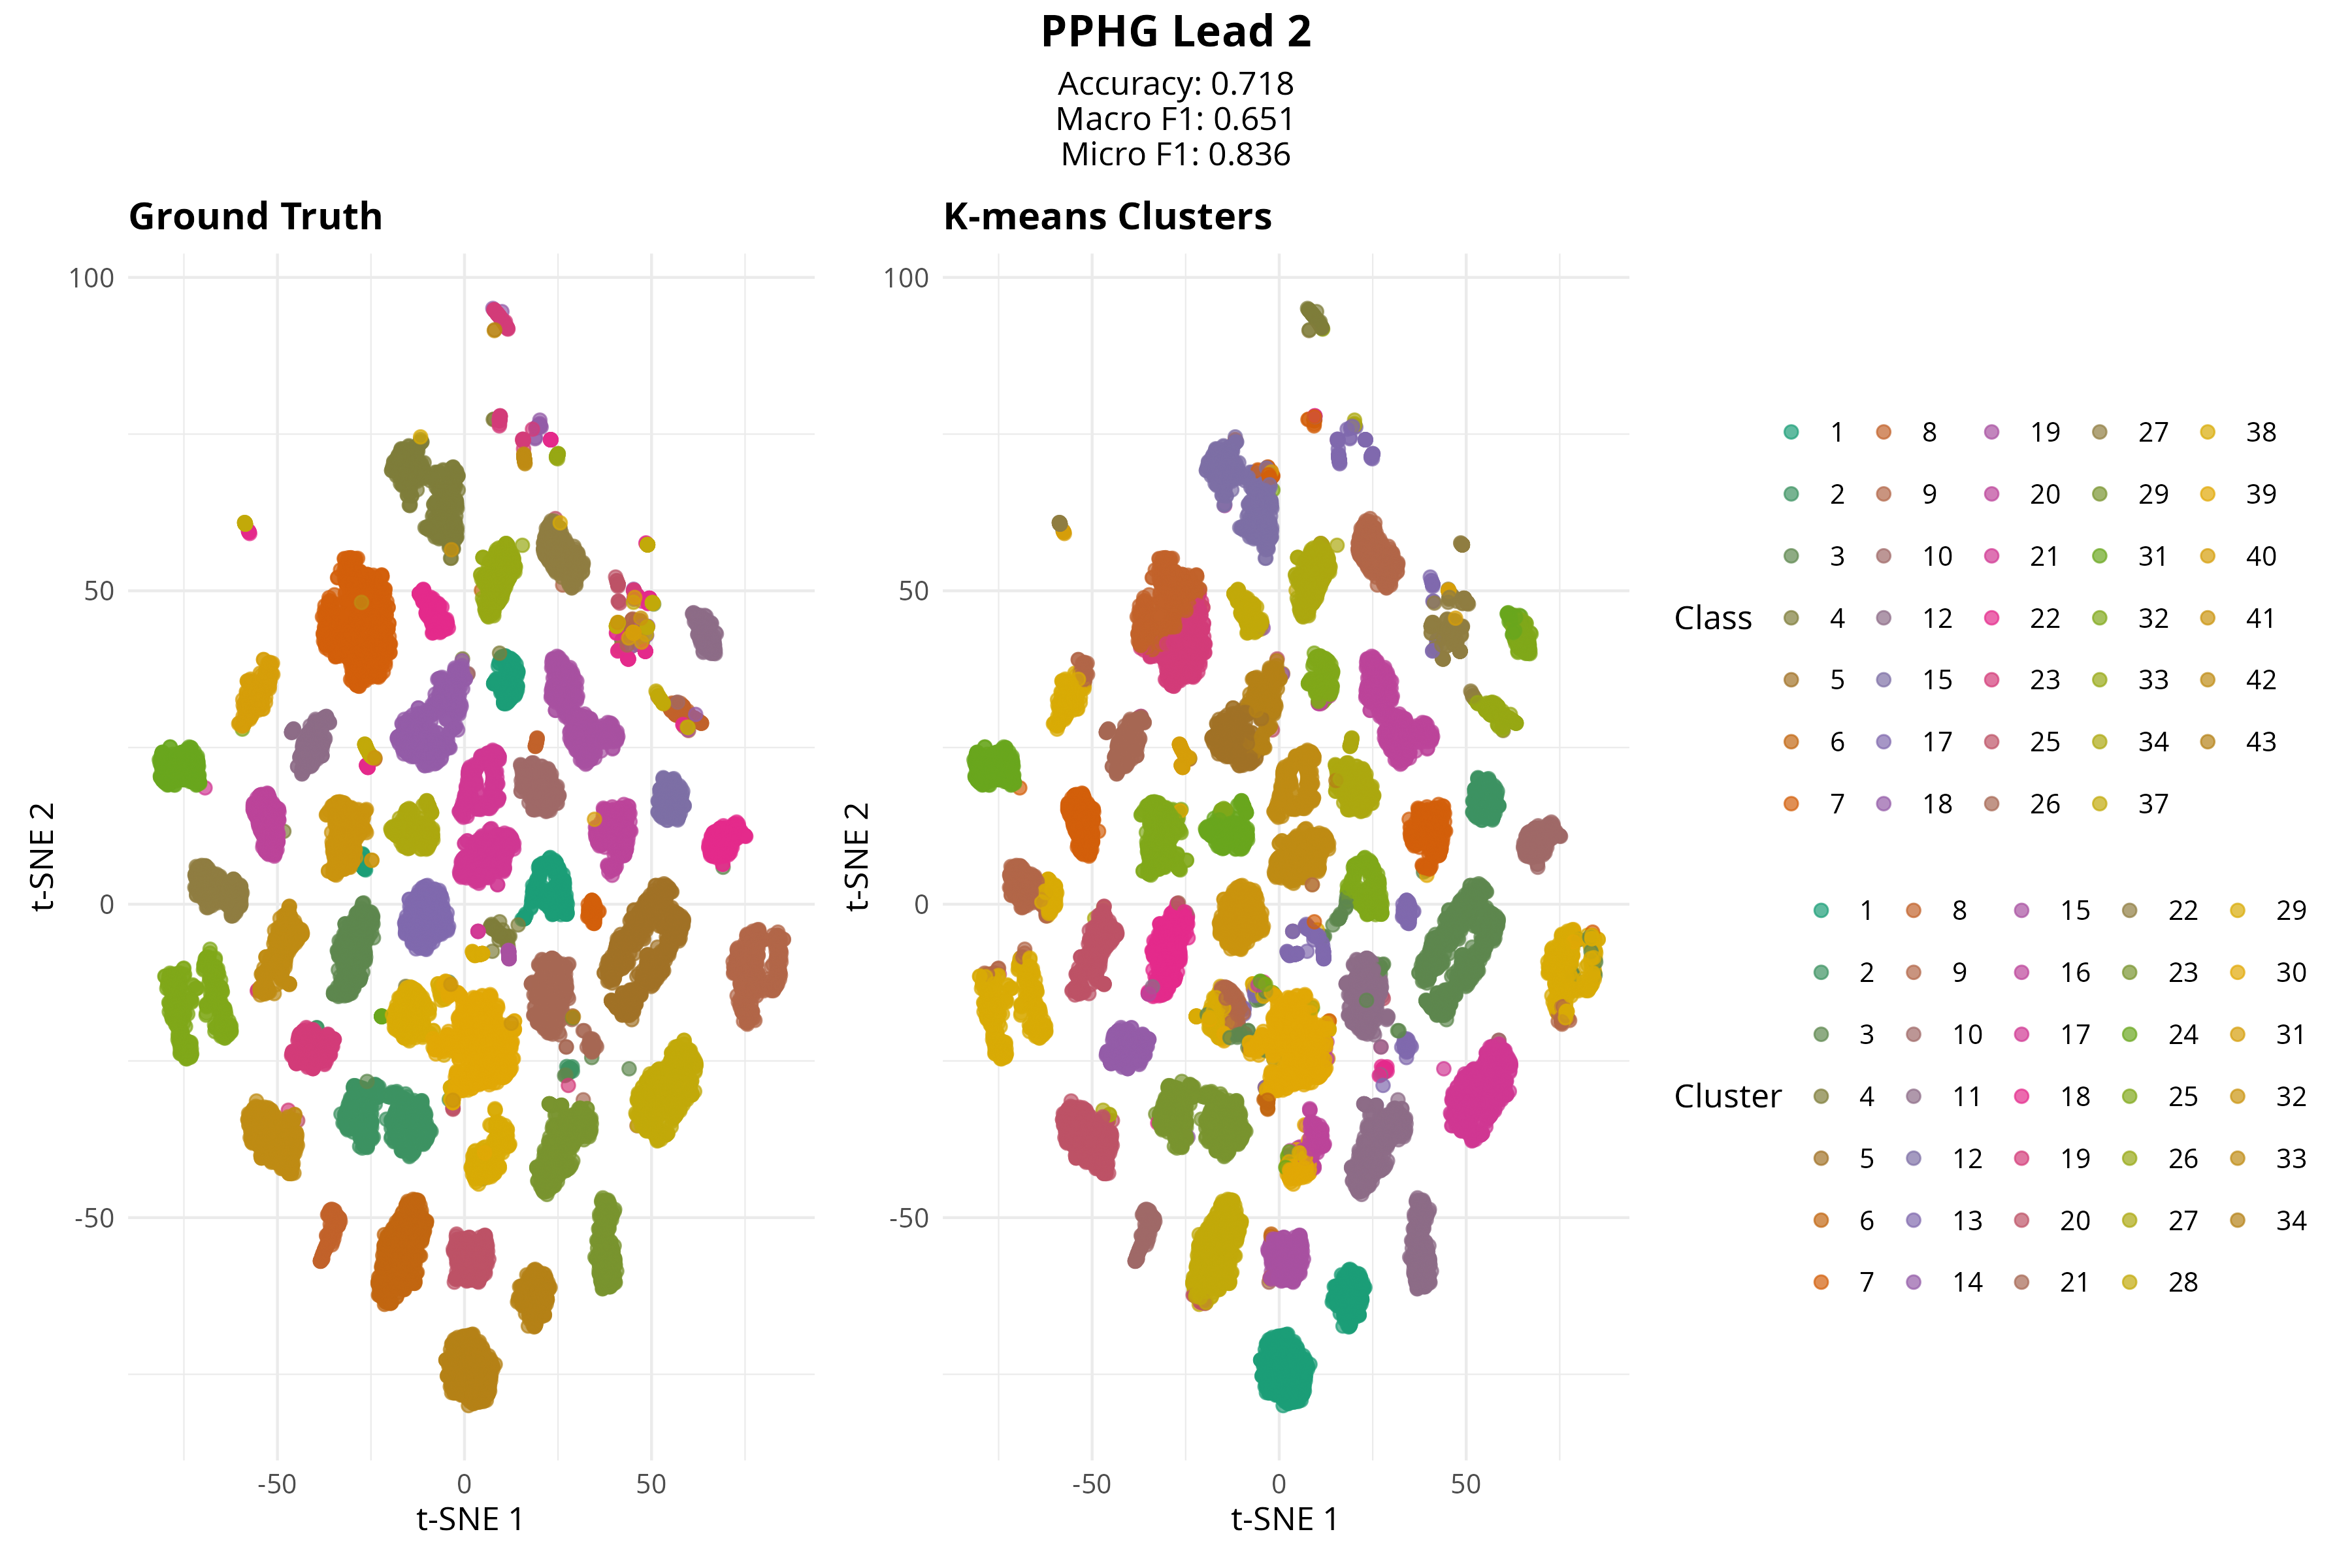 PPHG Lead 2
Accuracy: 0.718
Macro F1: 0.651
Micro F1: 0.836
Ground Truth
K-means Clusters
100
50
0
-50
-50 0 50
t-SNE 1
t-SNE 2
100
50
0
-50
-50 0 50
t-SNE 1
t-SNE 2
Class
1 8 19 27 38
2 9 20 29 39
3 10 21 31 40
4 12 22 32 41
5 15 23 33 42
6 17 25 34 43
7 18 26 37
Cluster
1 8 15 22 29
2 9 16 23 30
3 10 17 24 31
4 11 18 25 32
5 12 19 26 33
6 13 20 27 34
7 14 21 28